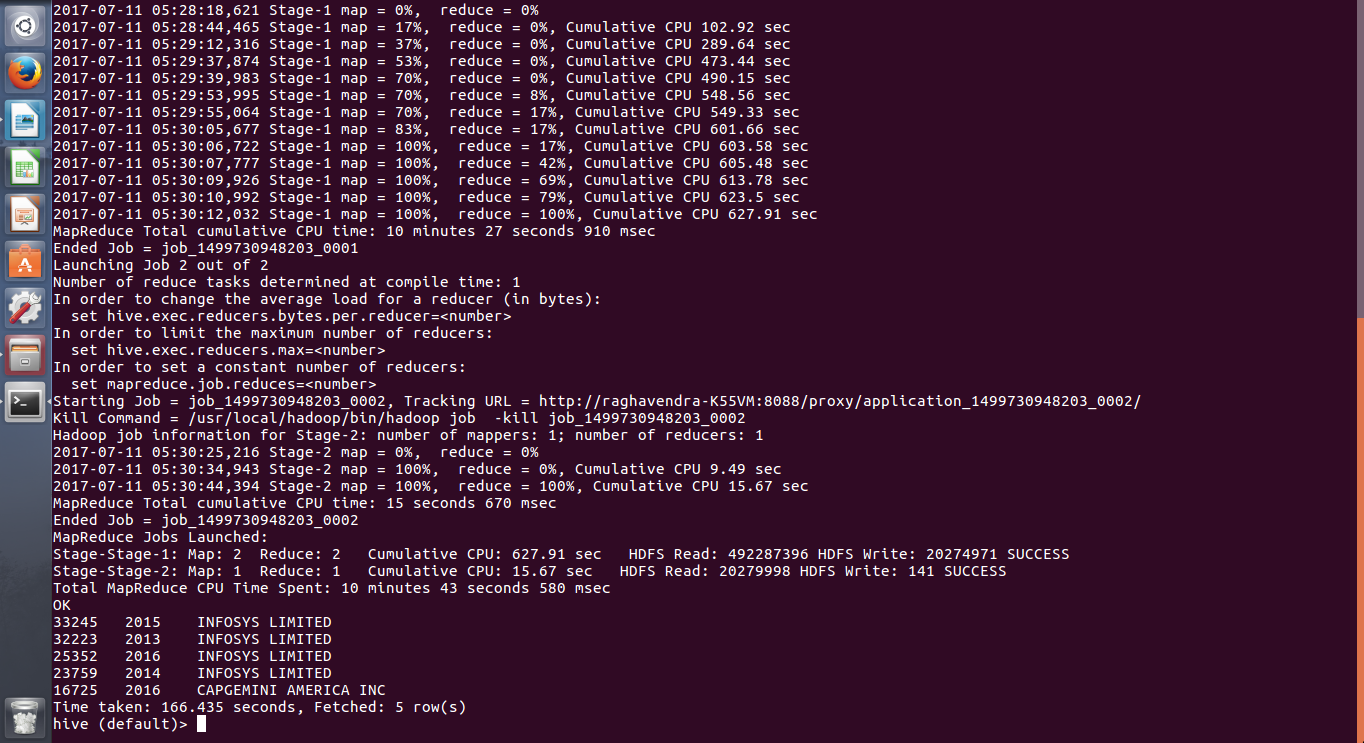 2017-07-11 05:28:18,621 Stage-1 map = 0%,  reduce = 0%
2017-07-11 05:28:44,465 Stage-1 map = 17%,  reduce = 0%, Cumulative CPU 102.92 sec
2017-07-11 05:29:12,316 Stage-1 map = 37%,  reduce = 0%, Cumulative CPU 289.64 sec
2017-07-11 05:29:37,874 Stage-1 map = 53%,  reduce = 0%, Cumulative CPU 473.44 sec
2017-07-11 05:29:39,983 Stage-1 map = 70%,  reduce = 0%, Cumulative CPU 490.15 sec
2017-07-11 05:29:53,995 Stage-1 map = 70%,  reduce = 8%, Cumulative CPU 548.56 sec
2017-07-11 05:29:55,064 Stage-1 map = 70%,  reduce = 17%, Cumulative CPU 549.33 sec
2017-07-11 05:30:05,677 Stage-1 map = 83%,  reduce = 17%, Cumulative CPU 601.66 sec
2017-07-11 05:30:06,722 Stage-1 map = 100%,  reduce = 17%, Cumulative CPU 603.58 sec
2017-07-11 05:30:07,777 Stage-1 map = 100%,  reduce = 42%, Cumulative CPU 605.48 sec
2017-07-11 05:30:09,926 Stage-1 map = 100%,  reduce = 69%, Cumulative CPU 613.78 sec
2017-07-11 05:30:10,992 Stage-1 map = 100%,  reduce = 79%, Cumulative CPU 623.5 sec
2017-07-11 05:30:12,032 Stage-1 map = 100%,  reduce = 100%, Cumulative CPU 627.91 sec
MapReduce Total cumulative CPU time: 10 minutes 27 seconds 910 msec
Ended Job = job_1499730948203_0001
Launching Job 2 out of 2
Number of reduce tasks determined at compile time: 1
In order to change the average load for a reducer (in bytes):
  set hive.exec.reducers.bytes.per.reducer=<number>
In order to limit the maximum number of reducers:
  set hive.exec.reducers.max=<number>
In order to set a constant number of reducers:
  set mapreduce.job.reduces=<number>
Starting Job = job_1499730948203_0002, Tracking URL = http://raghavendra-K55VM:8088/proxy/application_1499730948203_0002/
Kill Command = /usr/local/hadoop/bin/hadoop job  -kill job_1499730948203_0002
Hadoop job information for Stage-2: number of mappers: 1; number of reducers: 1
2017-07-11 05:30:25,216 Stage-2 map = 0%,  reduce = 0%
2017-07-11 05:30:34,943 Stage-2 map = 100%,  reduce = 0%, Cumulative CPU 9.49 sec
2017-07-11 05:30:44,394 Stage-2 map = 100%,  reduce = 100%, Cumulative CPU 15.67 sec
MapReduce Total cumulative CPU time: 15 seconds 670 msec
Ended Job = job_1499730948203_0002
MapReduce Jobs Launched:
Stage-Stage-1: Map: 2  Reduce: 2   Cumulative CPU: 627.91 sec   HDFS Read: 492287396 HDFS Write: 20274971 SUCCESS
Stage-Stage-2: Map: 1  Reduce: 1   Cumulative CPU: 15.67 sec   HDFS Read: 20279998 HDFS Write: 141 SUCCESS
Total MapReduce CPU Time Spent: 10 minutes 43 seconds 580 msec
OK
33245   2015    INFOSYS LIMITED
32223   2013    INFOSYS LIMITED
25352   2016    INFOSYS LIMITED
23759   2014    INFOSYS LIMITED
16725   2016    CAPGEMINI AMERICA INC
Time taken: 166.435 seconds, Fetched: 5 row(s)
hive (default)>